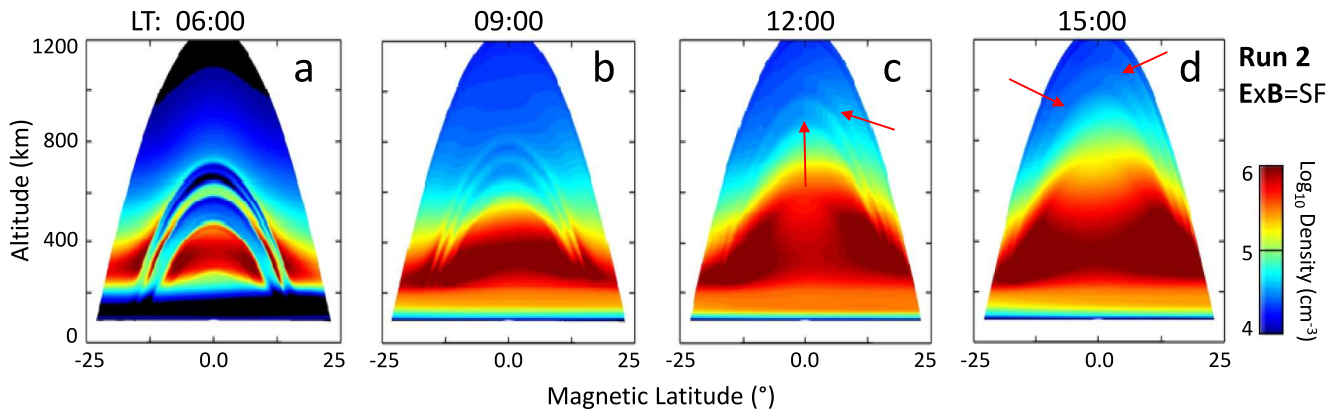 LT: 06:00 09:00 12:00 15:00
1200 a b c d Run 2
ExB=SF
800
Altitude (km)
400
0
6
5
4
Log₁₀ Density (cm⁻³)
-25 0.0 25 -25 0.0 25 -25 0.0 25 -25 0.0 25
Magnetic Latitude (°)